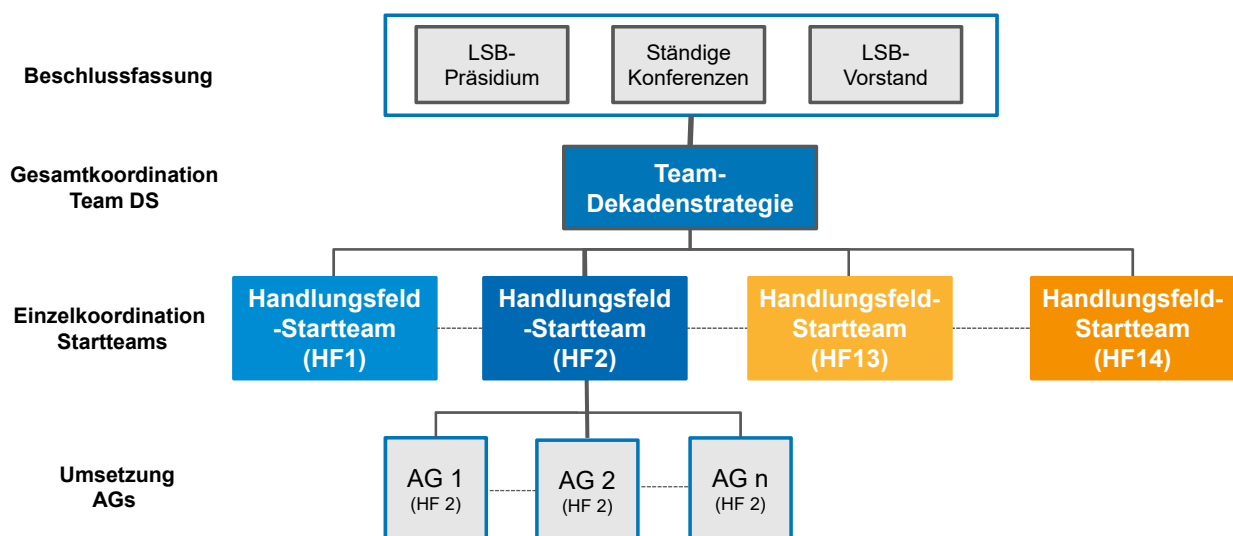 Beschlussfassung
LSB-
Präsidium
Ständige
Konferenzen
LSB-
Vorstand
Gesamtkoordination
Team DS
Team-
Dekadenstrategie
Einzelkoordination
Startteams
Handlungsfeld
-Startteam
(HF1)
Handlungsfeld
-Startteam
(HF2)
Handlungsfeld-
Startteam
(HF13)
Handlungsfeld-
Startteam
(HF14)
Umsetzung
AGs
AG 1
(HF 2)
AG 2
(HF 2)
AG n
(HF 2)